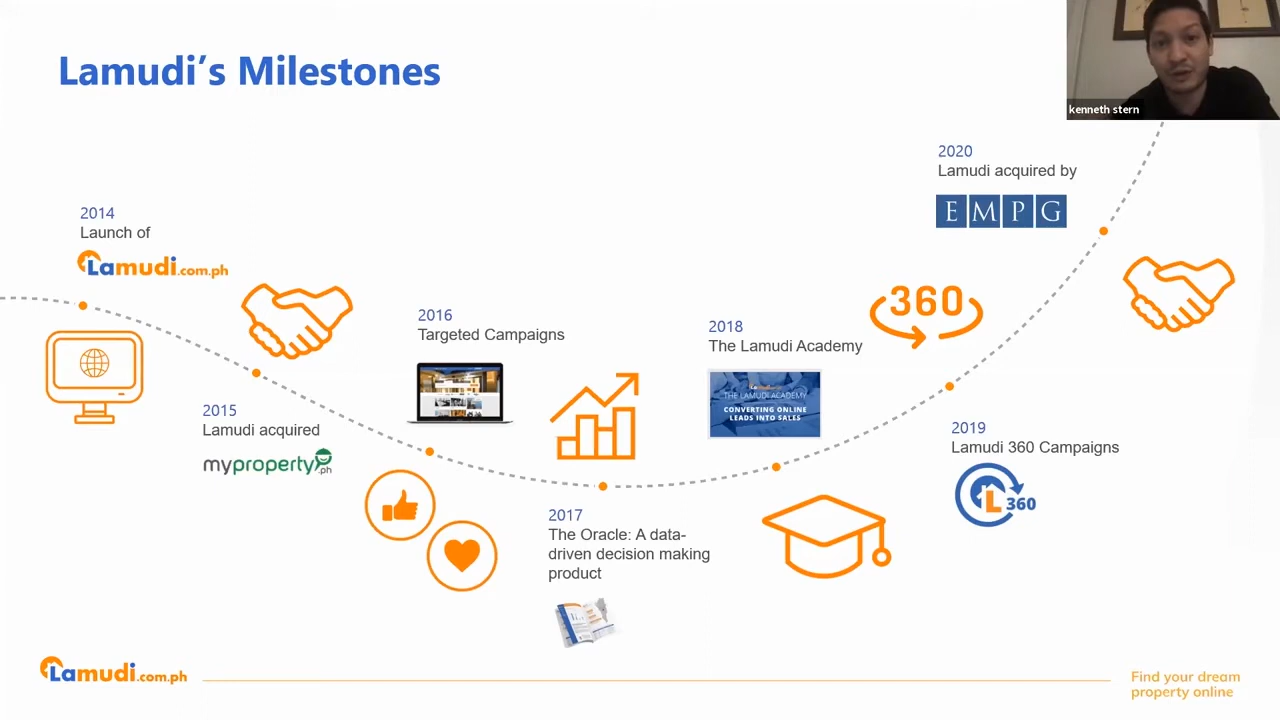 Lamudi's Milestones
kenneth stern
2014
Launch of
Lamudi.com.ph
2015
Lamudi acquired
myproperty.ph
2016
Targeted Campaigns
2017
The Oracle: A data-
driven decision making
product
2018
The Lamudi Academy
THE LAMUDI ACADEMY
CONVERTING ONLINE
LEADS INTO SALES
360
2019
Lamudi 360 Campaigns
L 360
2020
Lamudi acquired by
EMPG
Lamudi.com.ph
Find your dream
property online